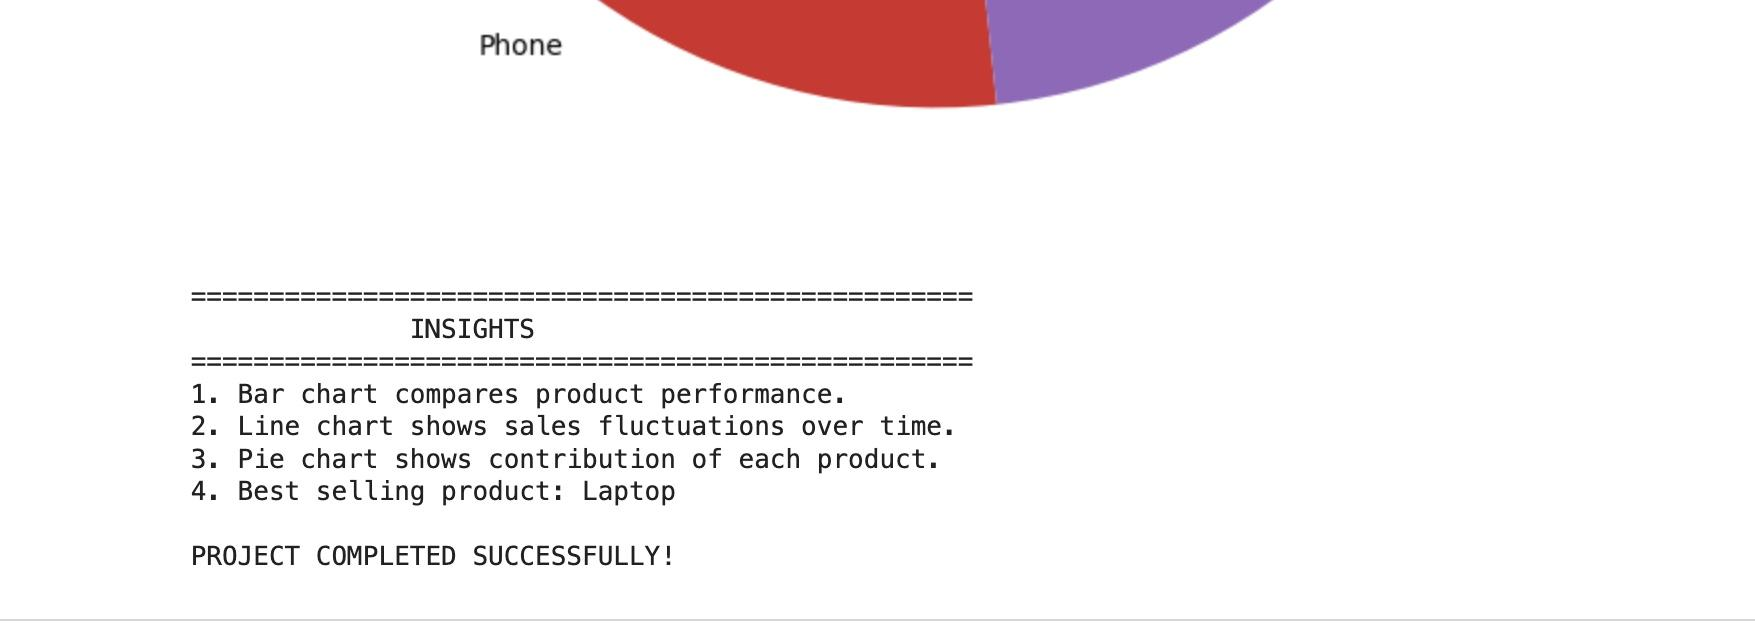 Phone
==================================================
INSIGHTS
==================================================
1. Bar chart compares product performance.
2. Line chart shows sales fluctuations over time.
3. Pie chart shows contribution of each product.
4. Best selling product: Laptop
PROJECT COMPLETED SUCCESSFULLY!